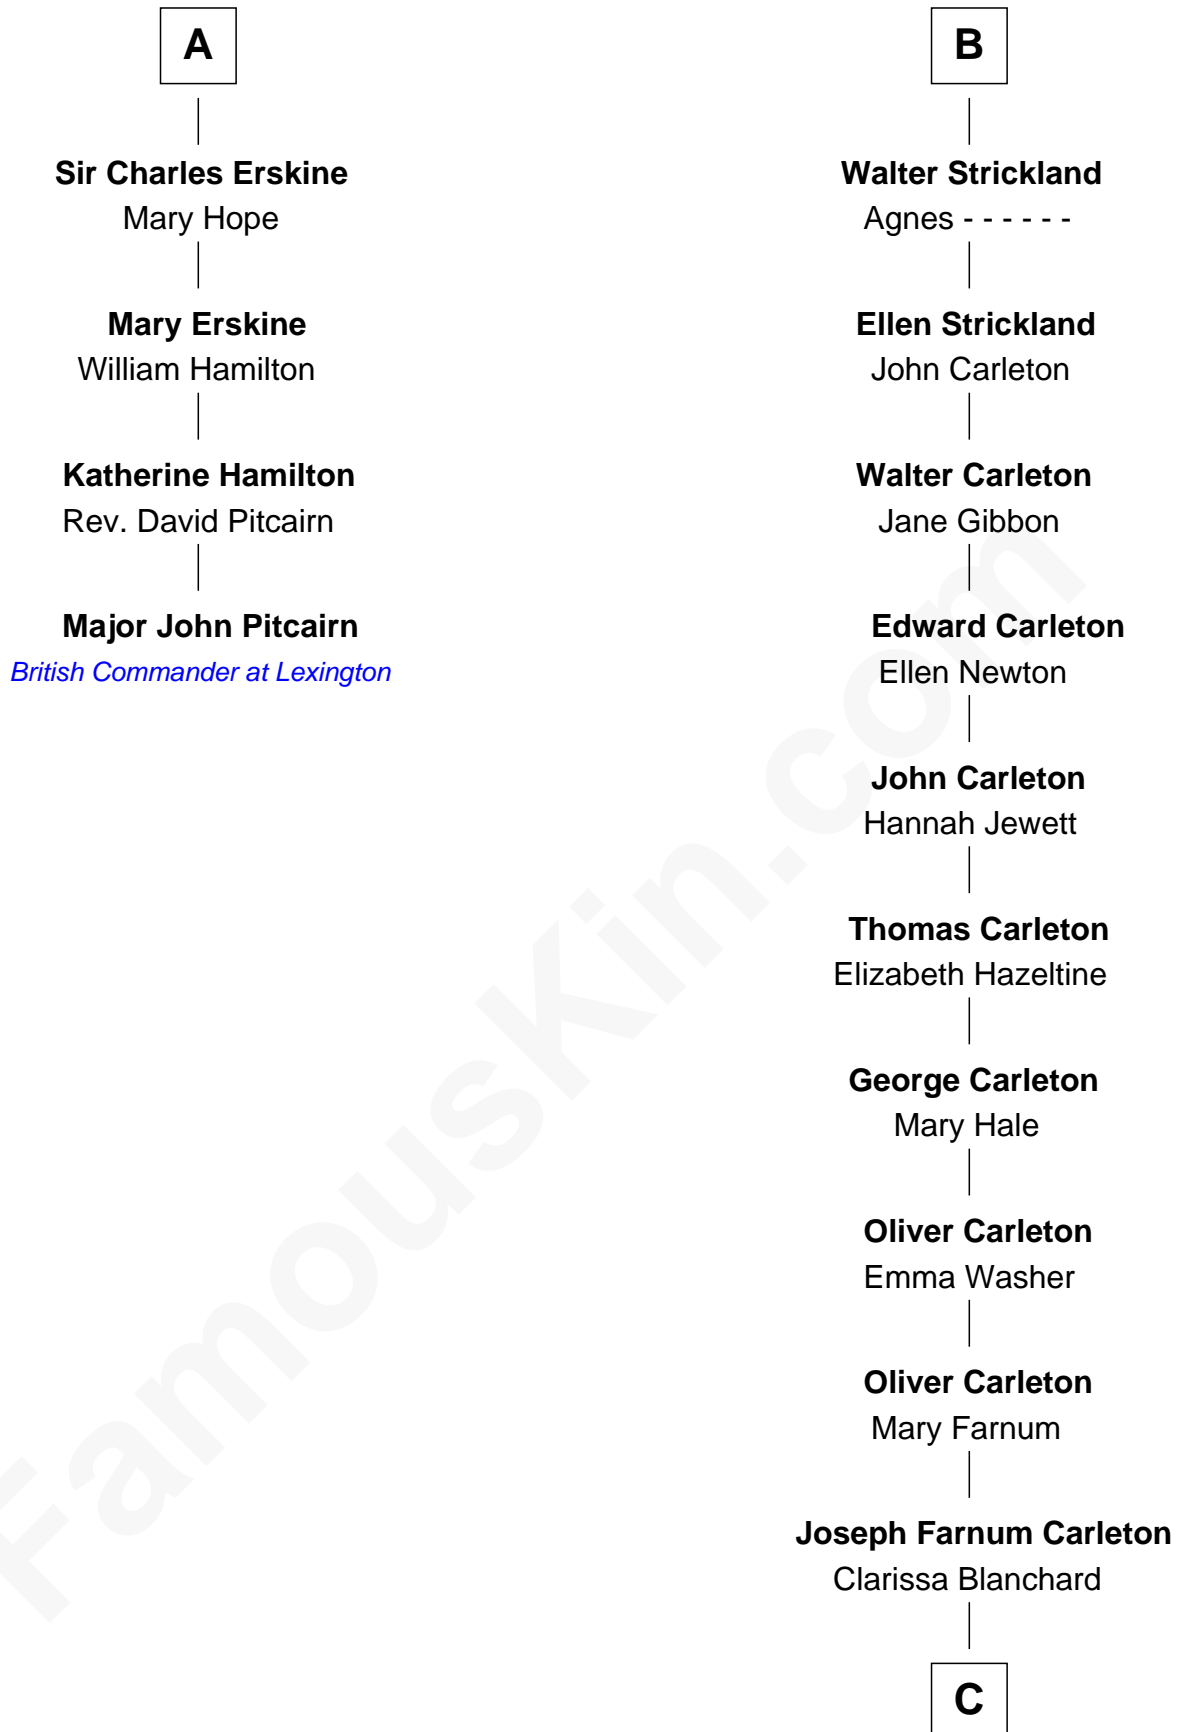 A
Sir Charles Erskine
Mary Hope
Mary Erskine
William Hamilton
Katherine Hamilton
Rev. David Pitcairn
Major John Pitcairn
British Commander at Lexington
B
Walter Strickland
Agnes - - - - - -
Ellen Strickland
John Carleton
Walter Carleton
Jane Gibbon
Edward Carleton
Ellen Newton
John Carleton
Hannah Jewett
Thomas Carleton
Elizabeth Hazeltine
George Carleton
Mary Hale
Oliver Carleton
Emma Washer
Oliver Carleton
Mary Farnum
Joseph Farnum Carleton
Clarissa Blanchard
C
FamousKin.com